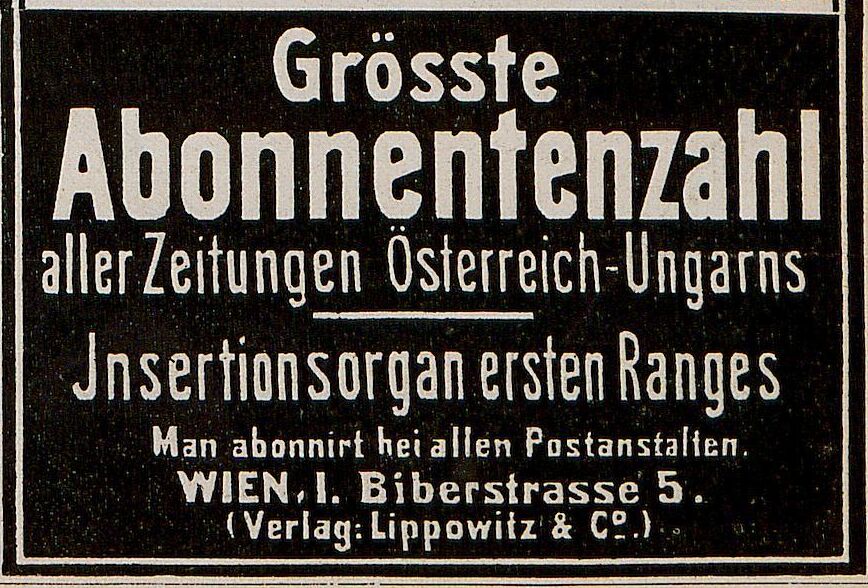 Grösste
Abonnentenzahl
aller Zeitungen Österreich-Ungarns
Jnsertionsorgan ersten Ranges
Man abonnirt bei allen Postanstalten.
WIEN, I. Biberstrasse 5.
(Verlag: Lippowitz & Cº.)